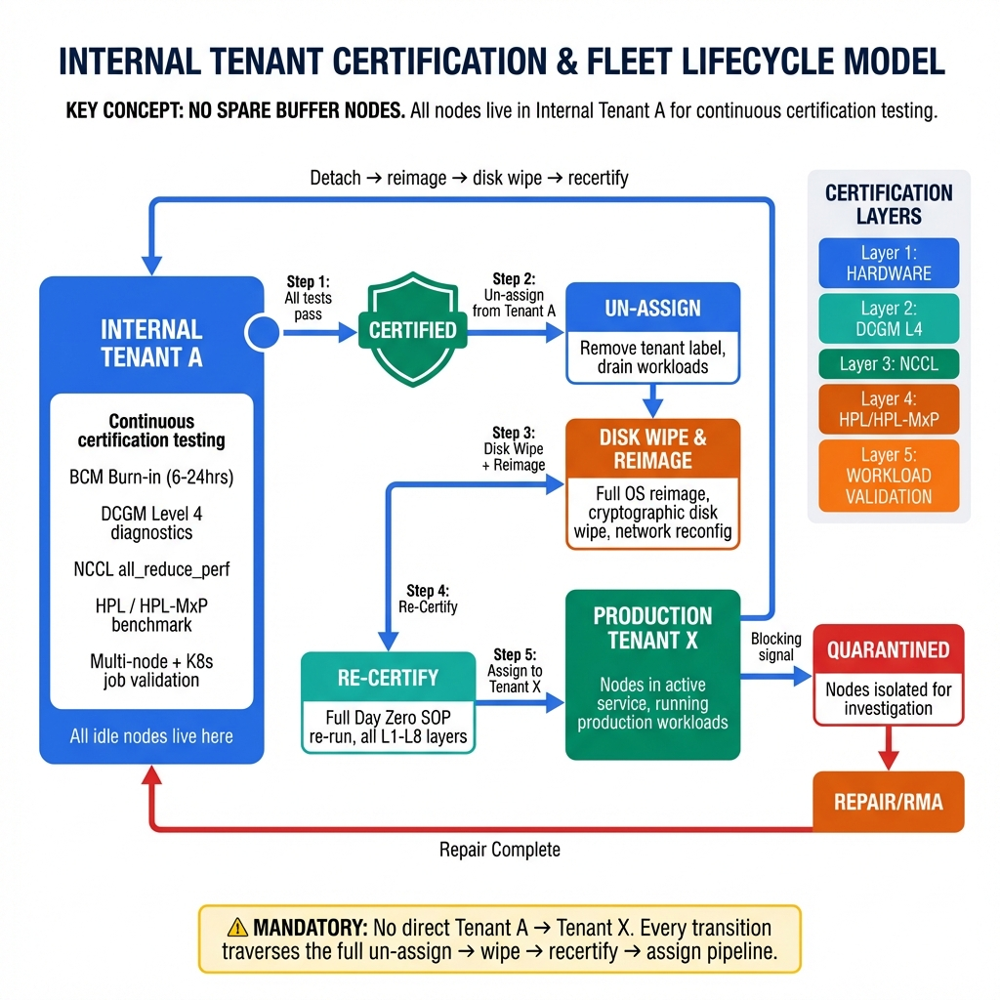 INTERNAL TENANT CERTIFICATION & FLEET LIFECYCLE MODEL
KEY CONCEPT: NO SPARE BUFFER NODES. All nodes live in Internal Tenant A for continuous certification testing.
Detach → reimage → disk wipe → recertify
INTERNAL
TENANT A
Continuous
certification testing
BCM Burn-in (6-24hrs)
DCGM Level 4
diagnostics
NCCL all_reduce_perf
HPL / HPL-MxP
benchmark
Multi-node + K8s
job validation
All idle nodes live here
Step 1:
All tests
pass
CERTIFIED
Step 2:
Un-assign
from Tenant A
UN-ASSIGN
Remove tenant label,
drain workloads
Step 3:
Disk Wipe
+ Reimage
DISK WIPE &
REIMAGE
Full OS reimage,
cryptographic disk
wipe, network reconfig
Step 4:
Re-Certify
RE-CERTIFY
Full Day Zero SOP
re-run, all L1-L8 layers
Step 5:
Assign to
Tenant X
PRODUCTION
TENANT X
Nodes in active
service, running
production workloads
Blocking
signal
QUARANTINED
Nodes isolated for
investigation
REPAIR/RMA
Repair Complete
CERTIFICATION
LAYERS
Layer 1:
HARDWARE
Layer 2:
DCGM L4
Layer 3: NCCL
Layer 4:
HPL/HPL-MxP
Layer 5:
WORKLOAD
VALIDATION
⚠ MANDATORY: No direct Tenant A → Tenant X. Every transition
traverses the full un-assign → wipe → recertify → assign pipeline.